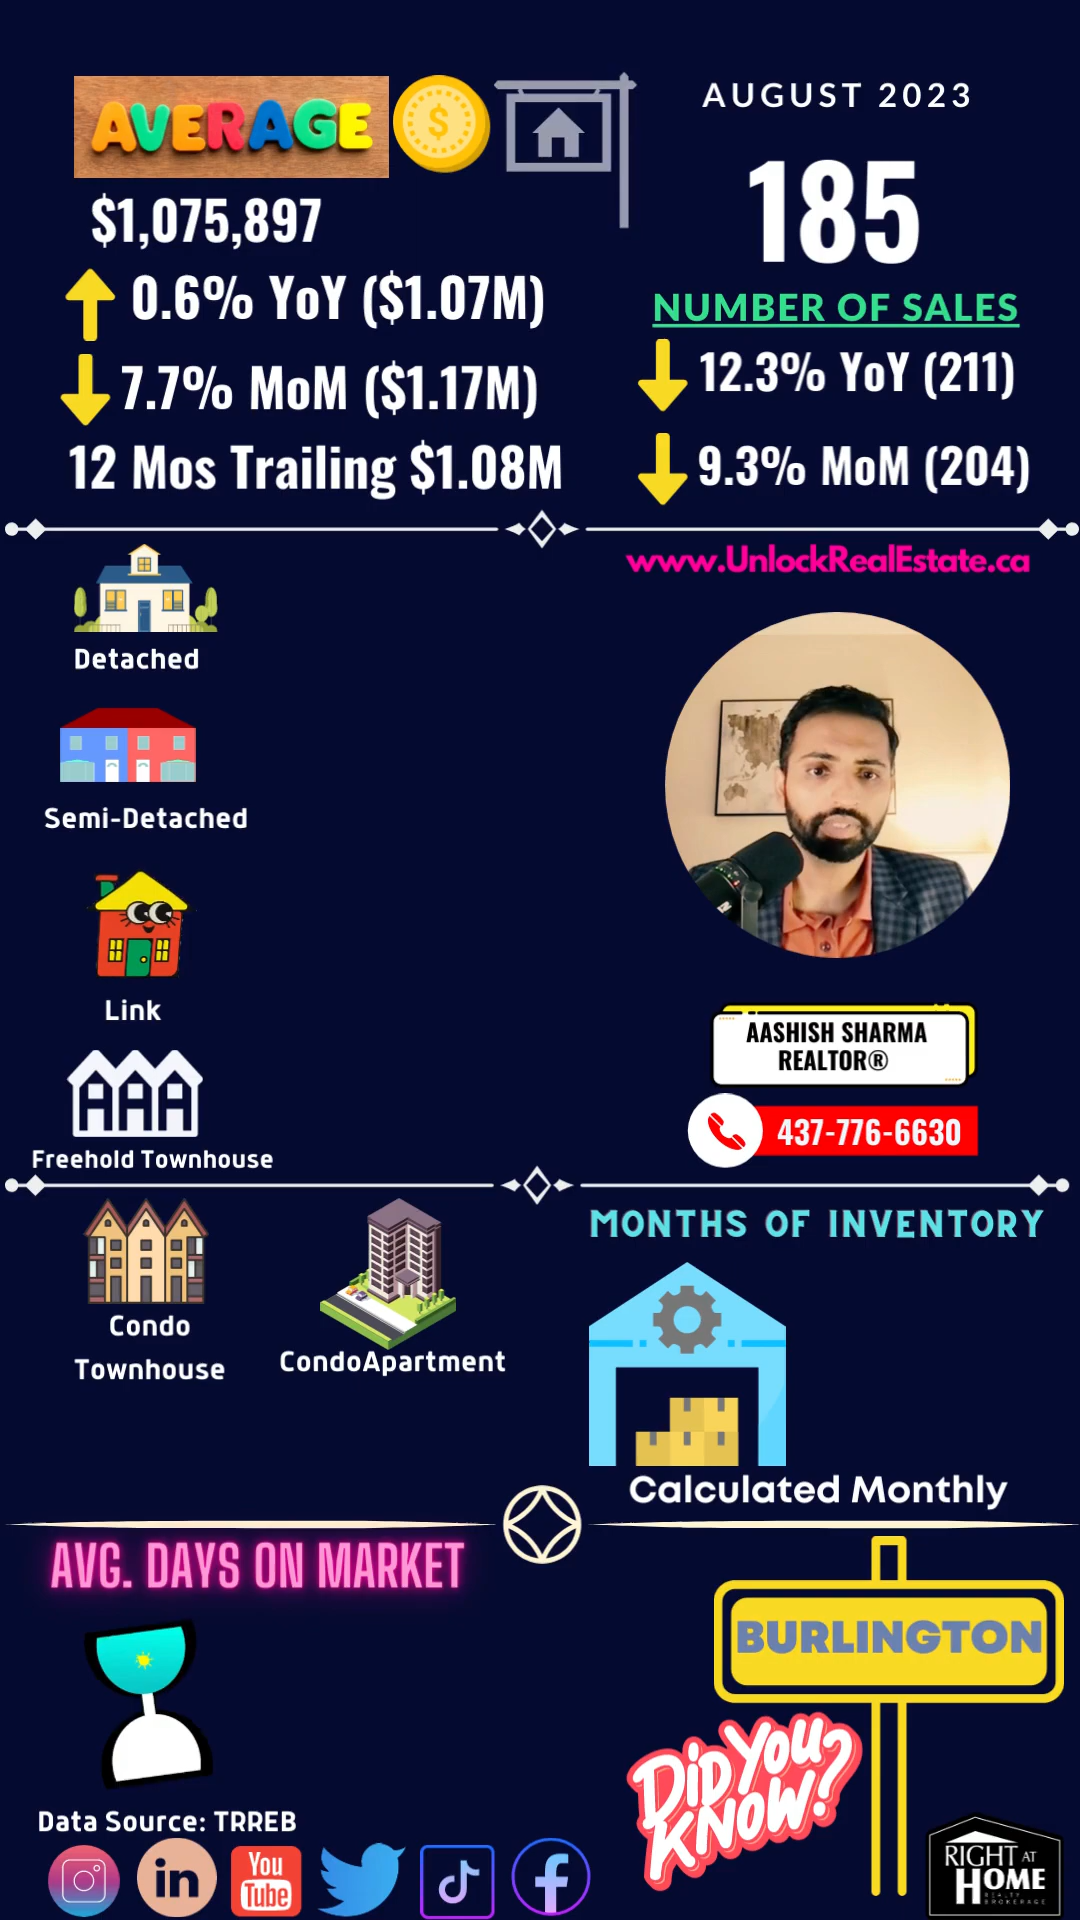 AVERAGE
$
$1,075,897
0.6% YoY ($1.07M)
7.7% MoM ($1.17M)
12 Mos Trailing $1.08M
AUGUST 2023
185
NUMBER OF SALES
12.3% YoY (211)
9.3% MoM (204)
www.UnlockRealEstate.ca
Detached
Semi-Detached
Link
Freehold Townhouse
AASHISH SHARMA
REALTOR®
437-776-6630
Condo
Townhouse
CondoApartment
MONTHS OF INVENTORY
Calculated Monthly
AVG. DAYS ON MARKET
BURLINGTON
DiD YOU
KNOW?
Data Source: TRREB
in
You
Tube
RIGHT AT
HOME
REALTY
BROKERAGE